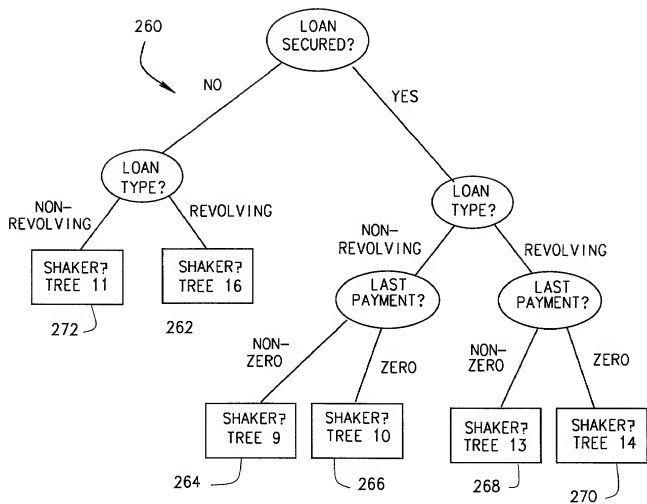 LOAN
SECURED?
260
NO
YES
LOAN
TYPE?
LOAN
TYPE?
NON-
REVOLVING
REVOLVING
NON-
REVOLVING
REVOLVING
SHAKER?
TREE 11
SHAKER?
TREE 16
LAST
PAYMENT?
LAST
PAYMENT?
272
262
NON-
ZERO
ZERO
NON-
ZERO
ZERO
SHAKER?
TREE 9
SHAKER?
TREE 10
SHAKER?
TREE 13
SHAKER?
TREE 14
264
266
268
270